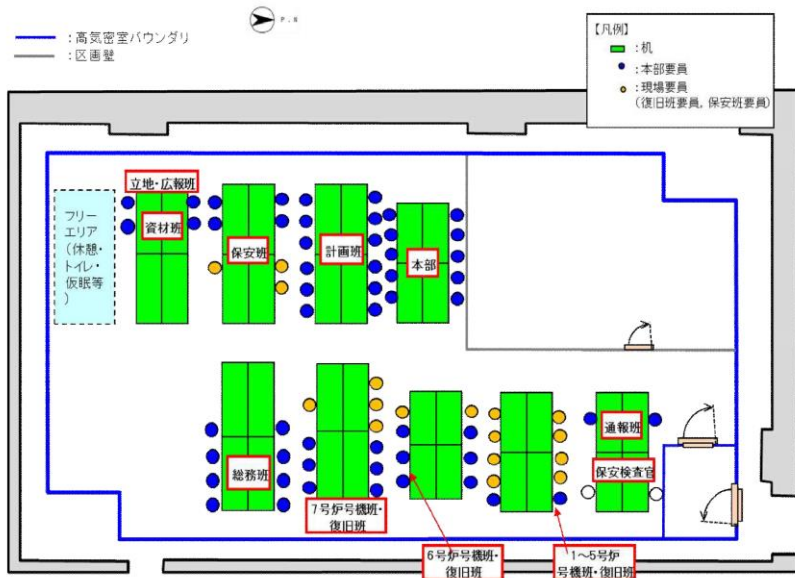 P.N
：高気密室バウンダリ
：区画壁
【凡例】
：机
：本部要員
：現場要員
（復旧班要員，保安班要員）
フリー
エリア
（休憩・
トイレ・
仮眠等
）
立地・広報班
資材班
保安班
計画班
本部
総務班
7号炉号機班・
復旧班
6号炉号機班・
復旧班
1～5号炉
号機班・復旧班
通報班
保安検査官